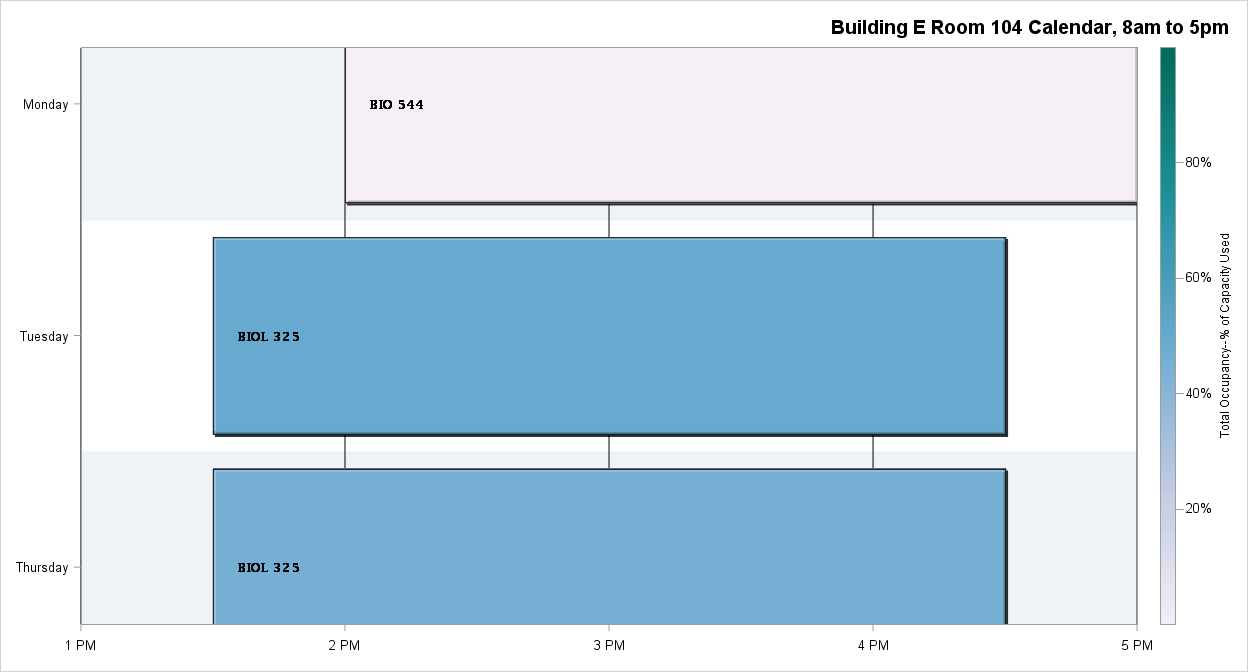 Building E Room 104 Calendar, 8am to 5pm
Monday
BIO 544
Tuesday
BIOL 325
Thursday
BIOL 325
1 PM
2 PM
3 PM
4 PM
5 PM
80%
60%
40%
20%
Total Occupancy--% of Capacity Used